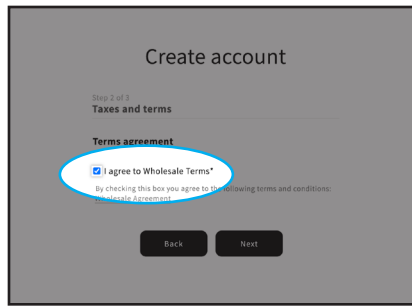 Create account
Step 2 of 3
Taxes and terms
Terms agreement
I agree to Wholesale Terms*
By checking this box you agree to the following terms and conditions:
Wholesale Agreement
Back
Next